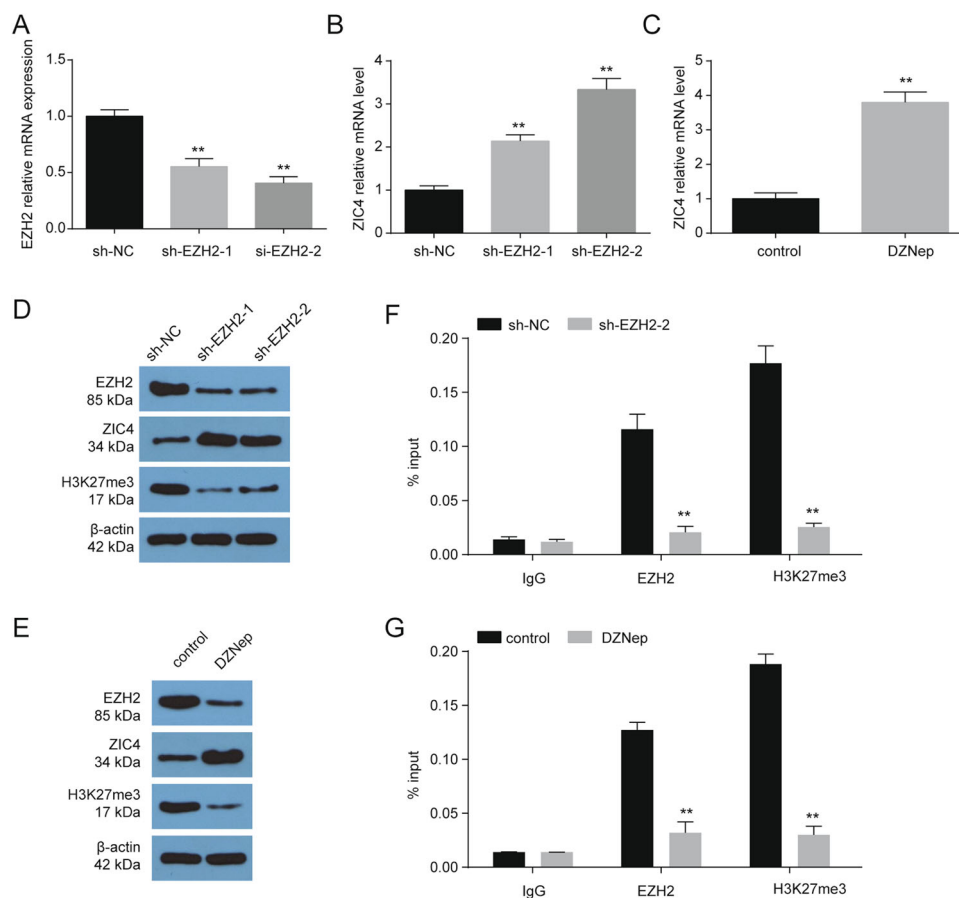 A
EZH2 relative mRNA expression
1.5
1.0
0.5
0.0
**
**
sh-NC
sh-EZH2-1
si-EZH2-2
B
ZIC4 relative mRNA level
4
3
2
1
0
**
**
sh-NC
sh-EZH2-1
sh-EZH2-2
C
ZIC4 relative mRNA level
5
4
3
2
1
0
**
control
DZNep
D
sh-NC
sh-EZH2-1
sh-EZH2-2
EZH2
85 kDa
ZIC4
34 kDa
H3K27me3
17 kDa
β-actin
42 kDa
F
sh-NC
sh-EZH2-2
% input
0.20
0.15
0.10
0.05
0.00
**
**
IgG
EZH2
H3K27me3
E
control
DZNep
EZH2
85 kDa
ZIC4
34 kDa
H3K27me3
17 kDa
β-actin
42 kDa
G
control
DZNep
% input
0.20
0.15
0.10
0.05
0.00
**
**
IgG
EZH2
H3K27me3